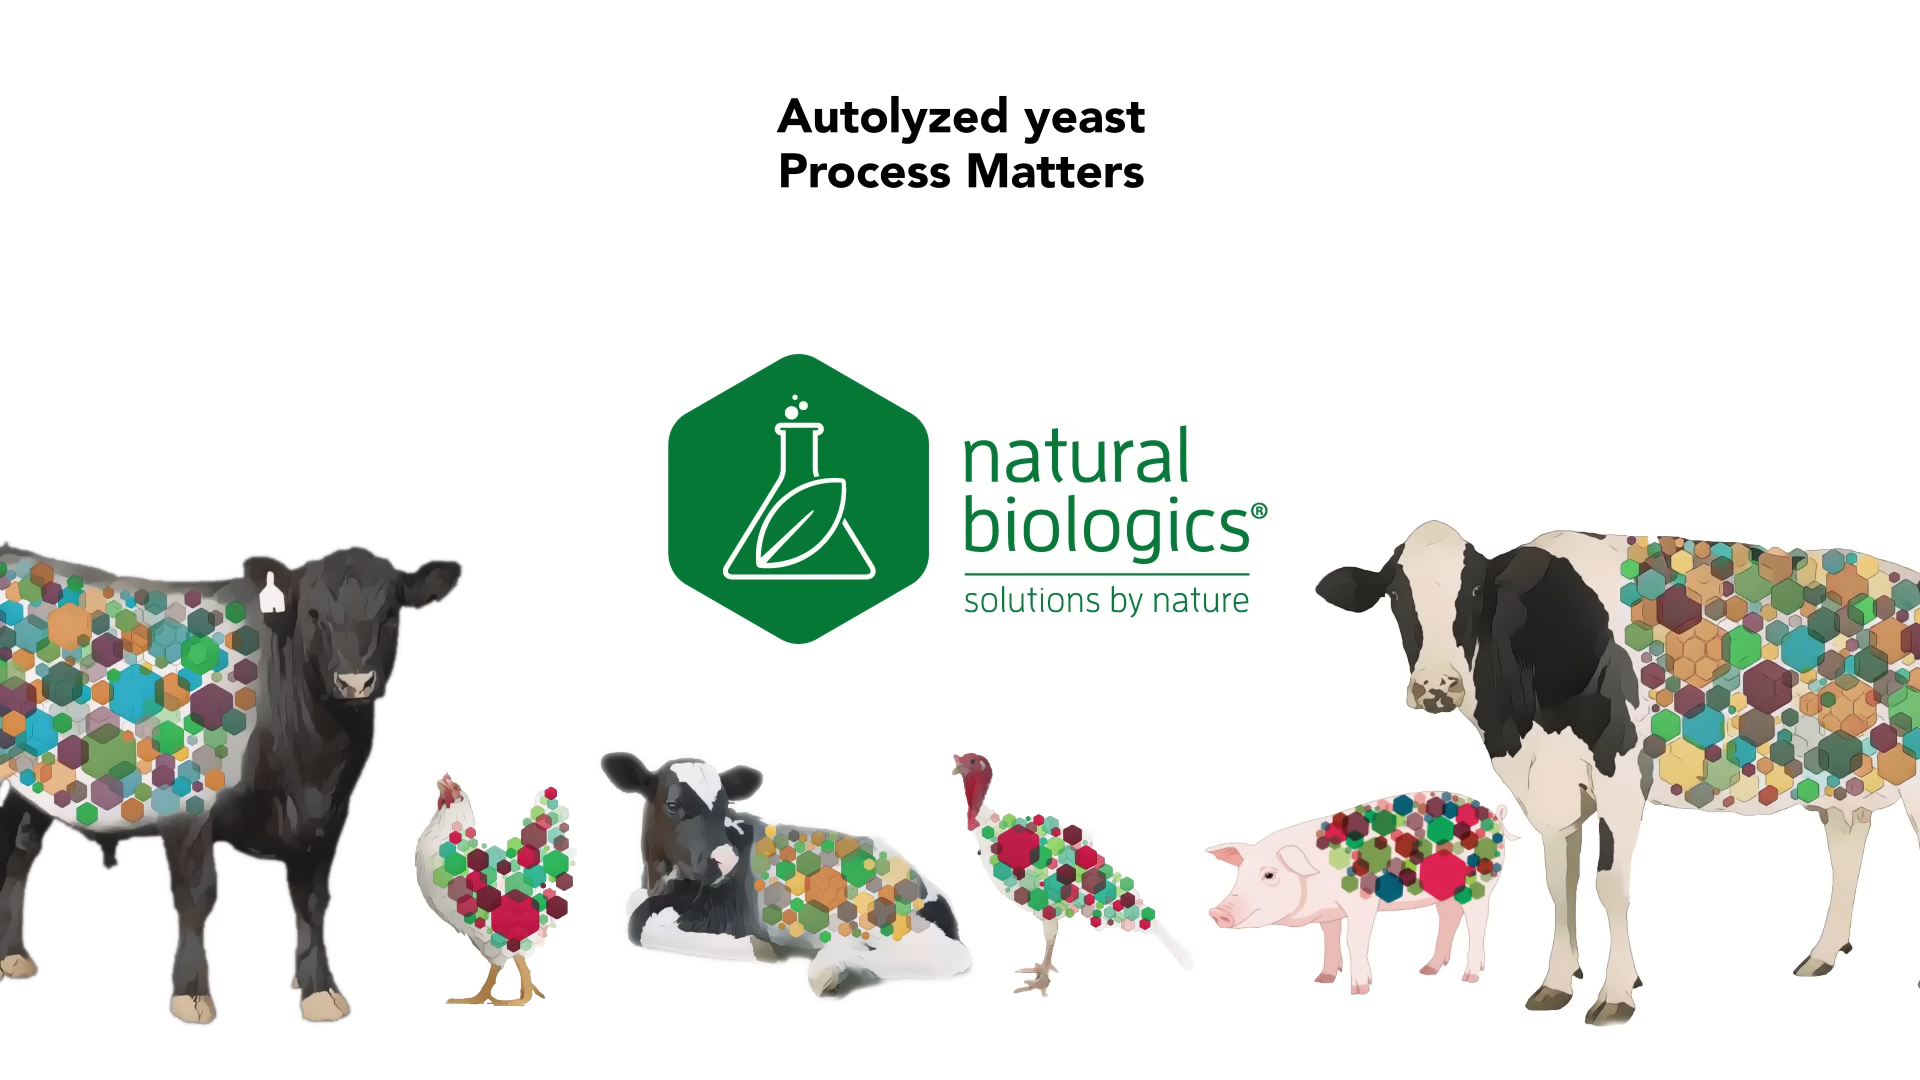 Autolyzed yeast
Process Matters
natural
biologics®
solutions by nature